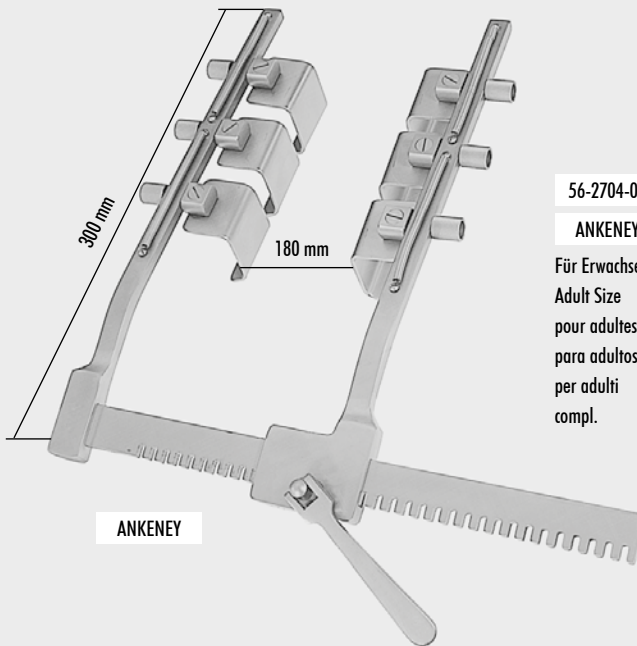 300 mm
180 mm
56-2704-0
ANKENEY
Für Erwachse
Adult Size
pour adultes
para adultos
per adulti
compl.
ANKENEY